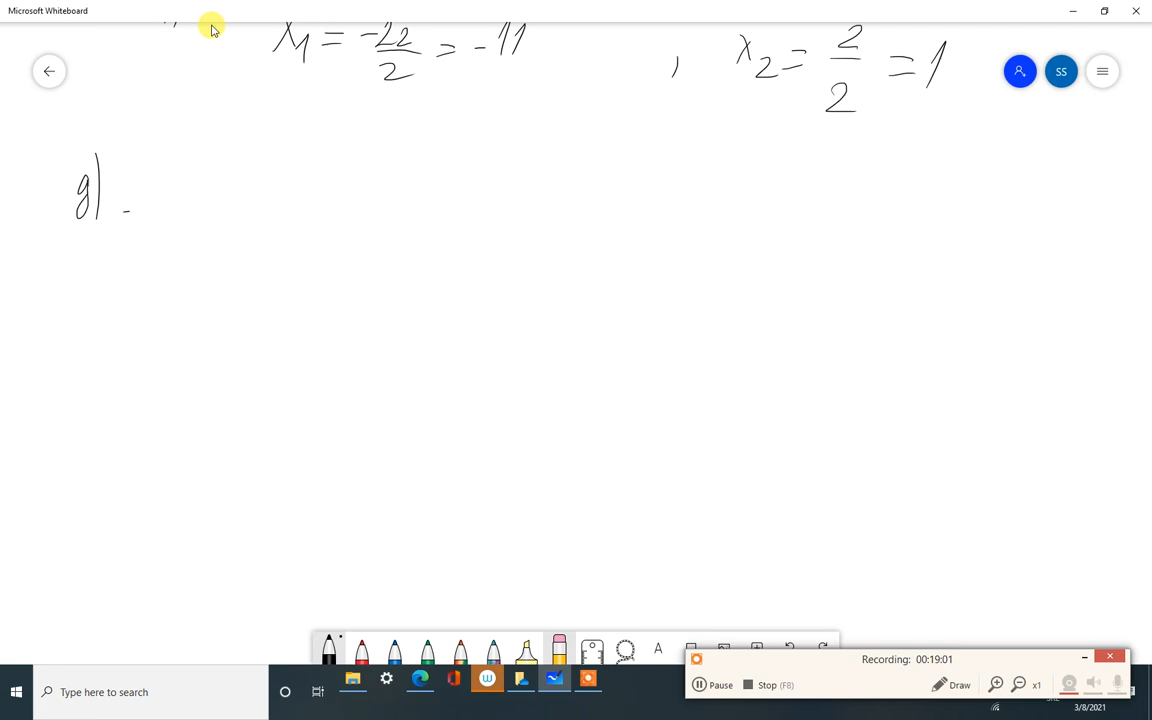 Microsoft Whiteboard
x₁ = -22/2 = -11 , x₂ = 2/2 = 1
SS
g) -
A
Recording: 00:19:01
Pause Stop (F8) Draw x1
Type here to search
3/8/2021